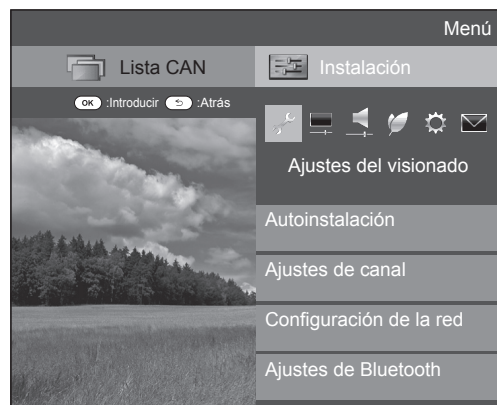 Menú
Lista CAN
Instalación
OK :Introducir :Atrás
Ajustes del visionado
Autoinstalación
Ajustes de canal
Configuración de la red
Ajustes de Bluetooth